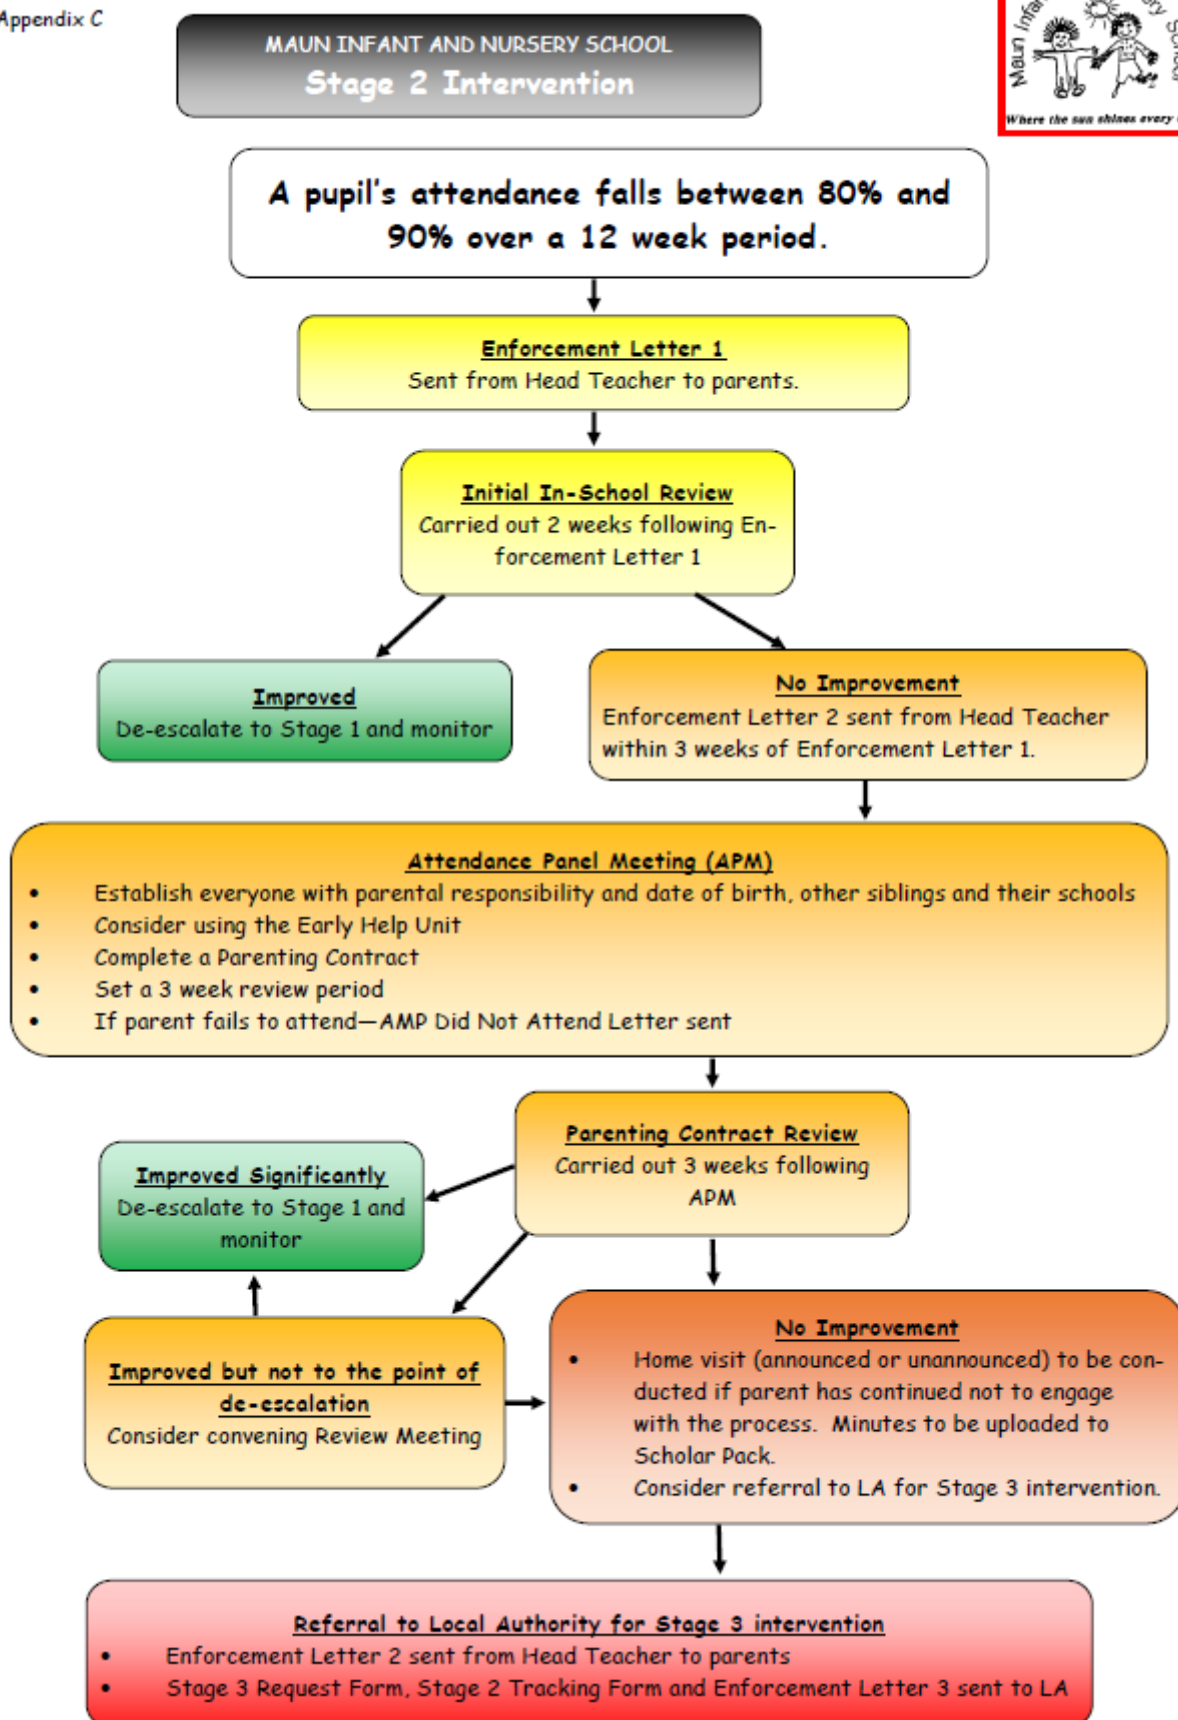 Appendix C
MAUN INFANT AND NURSERY SCHOOL
Stage 2 Intervention
Maun Infant
School
Where the sun shines every
A pupil's attendance falls between 80% and
90% over a 12 week period.
Enforcement Letter 1
Sent from Head Teacher to parents.
Initial In-School Review
Carried out 2 weeks following En-
forcement Letter 1
Improved
De-escalate to Stage 1 and monitor
No Improvement
Enforcement Letter 2 sent from Head Teacher
within 3 weeks of Enforcement Letter 1.
Attendance Panel Meeting (APM)
• Establish everyone with parental responsibility and date of birth, other siblings and their schools
• Consider using the Early Help Unit
• Complete a Parenting Contract
• Set a 3 week review period
• If parent fails to attend—AMP Did Not Attend Letter sent
Parenting Contract Review
Carried out 3 weeks following
APM
Improved Significantly
De-escalate to Stage 1 and
monitor
Improved but not to the point of
de-escalation
Consider convening Review Meeting
No Improvement
• Home visit (announced or unannounced) to be con-
ducted if parent has continued not to engage
with the process. Minutes to be uploaded to
Scholar Pack.
• Consider referral to LA for Stage 3 intervention.
Referral to Local Authority for Stage 3 intervention
• Enforcement Letter 2 sent from Head Teacher to parents
• Stage 3 Request Form, Stage 2 Tracking Form and Enforcement Letter 3 sent to LA